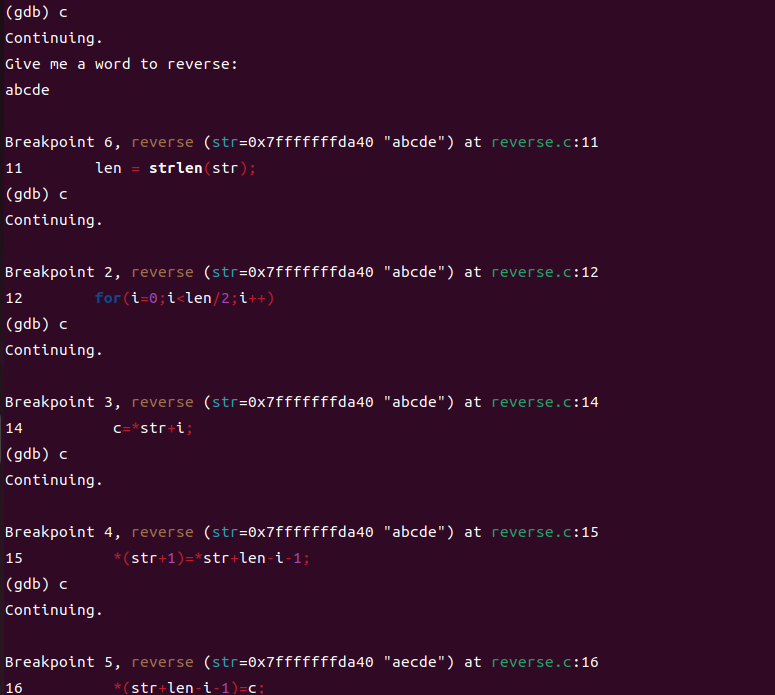 (gdb) c
Continuing.
Give me a word to reverse:
abcde
Breakpoint 6, reverse (str=0x7fffffffda40 "abcde") at reverse.c:11
11 len = strlen(str);
(gdb) c
Continuing.
Breakpoint 2, reverse (str=0x7fffffffda40 "abcde") at reverse.c:12
12 for(i=0;i<len/2;i++)
(gdb) c
Continuing.
Breakpoint 3, reverse (str=0x7fffffffda40 "abcde") at reverse.c:14
14 c=*str+i;
(gdb) c
Continuing.
Breakpoint 4, reverse (str=0x7fffffffda40 "abcde") at reverse.c:15
15 *(str+1)=*str+len-i-1;
(gdb) c
Continuing.
Breakpoint 5, reverse (str=0x7fffffffda40 "aecde") at reverse.c:16
16 *(str+len-i-1)=c;